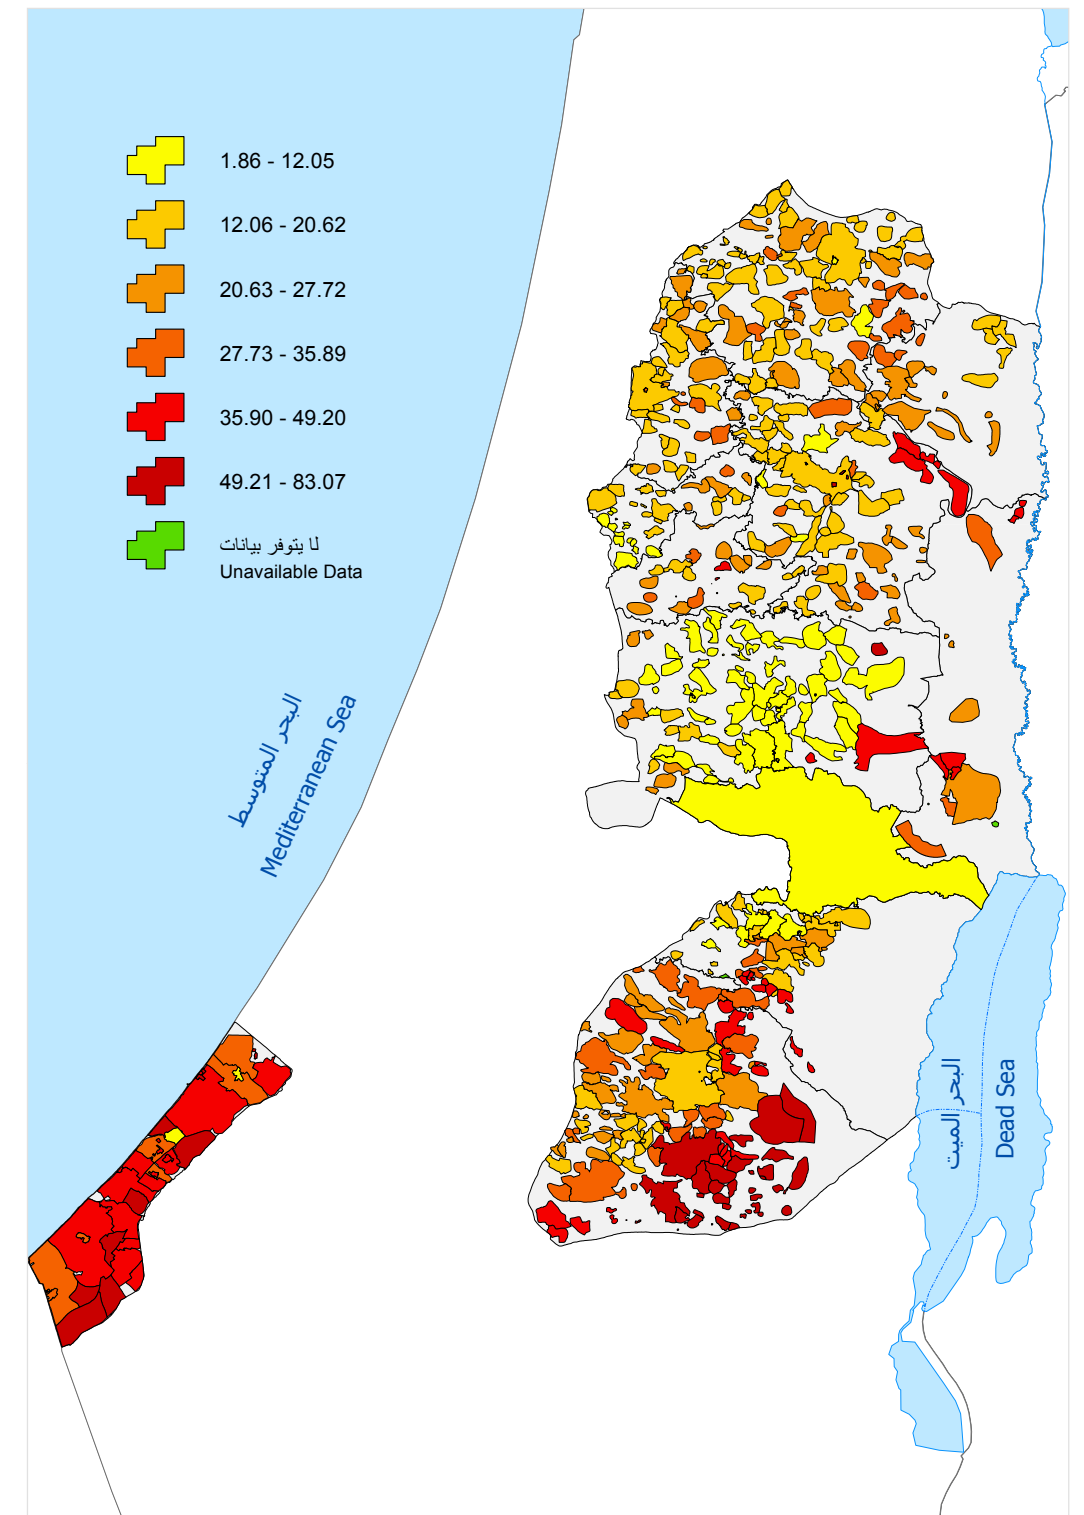 1.86 - 12.05
12.06 - 20.62
20.63 - 27.72
27.73 - 35.89
35.90 - 49.20
49.21 - 83.07
لا يتوفر بيانات
Unavailable Data
البحر المتوسط
Mediterranean Sea
البحر الميت
Dead Sea